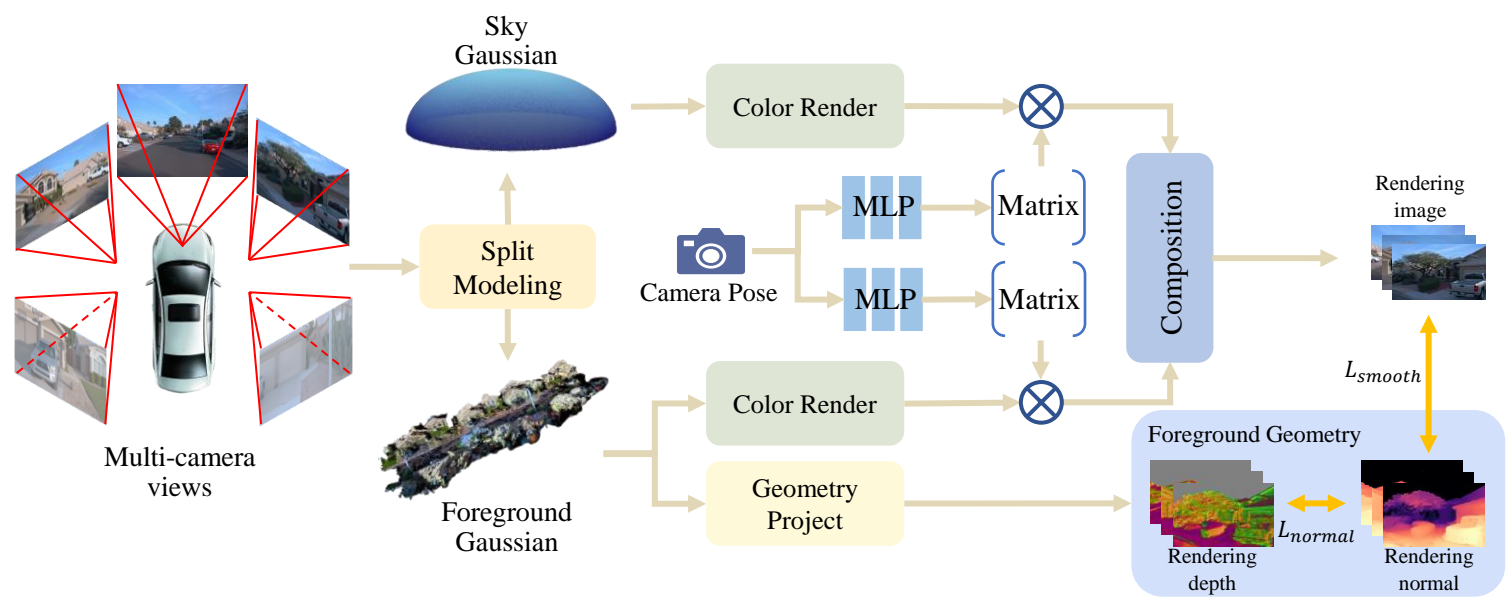 Sky
Gaussian
Color Render
MLP
Matrix
Split
Modeling
Camera Pose
MLP
Matrix
Composition
Rendering
image
Multi-camera
views
Foreground
Gaussian
Color Render
Geometry
Project
L_smooth
Foreground Geometry
L_normal
Rendering
depth
Rendering
normal